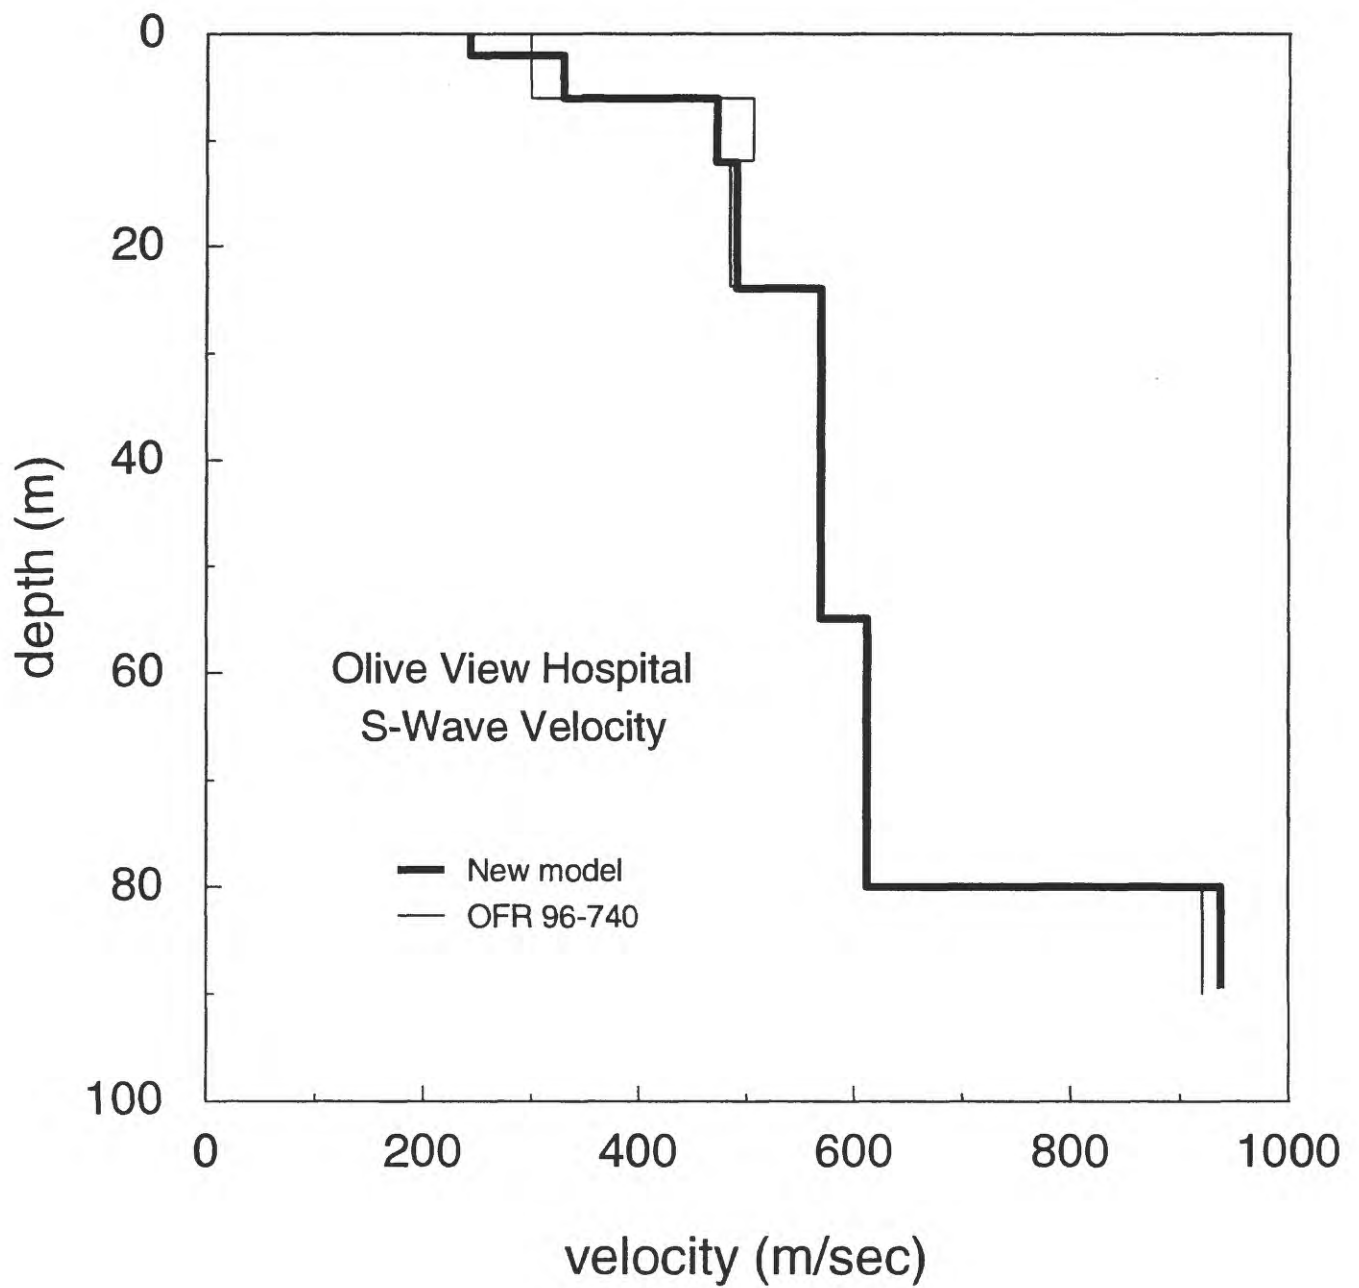 0
20
40
60
80
100
depth (m)
Olive View Hospital
S-Wave Velocity
New model
OFR 96-740
0 200 400 600 800 1000
velocity (m/sec)